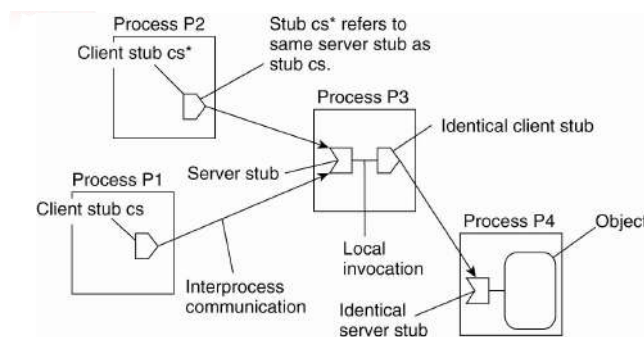 Process P2
Client stub cs*
Stub cs* refers to
same server stub as
stub cs.
Process P3
Identical client stub
Server stub
Process P1
Client stub cs
Process P4
Object
Local
invocation
Interprocess
communication
Identical
server stub